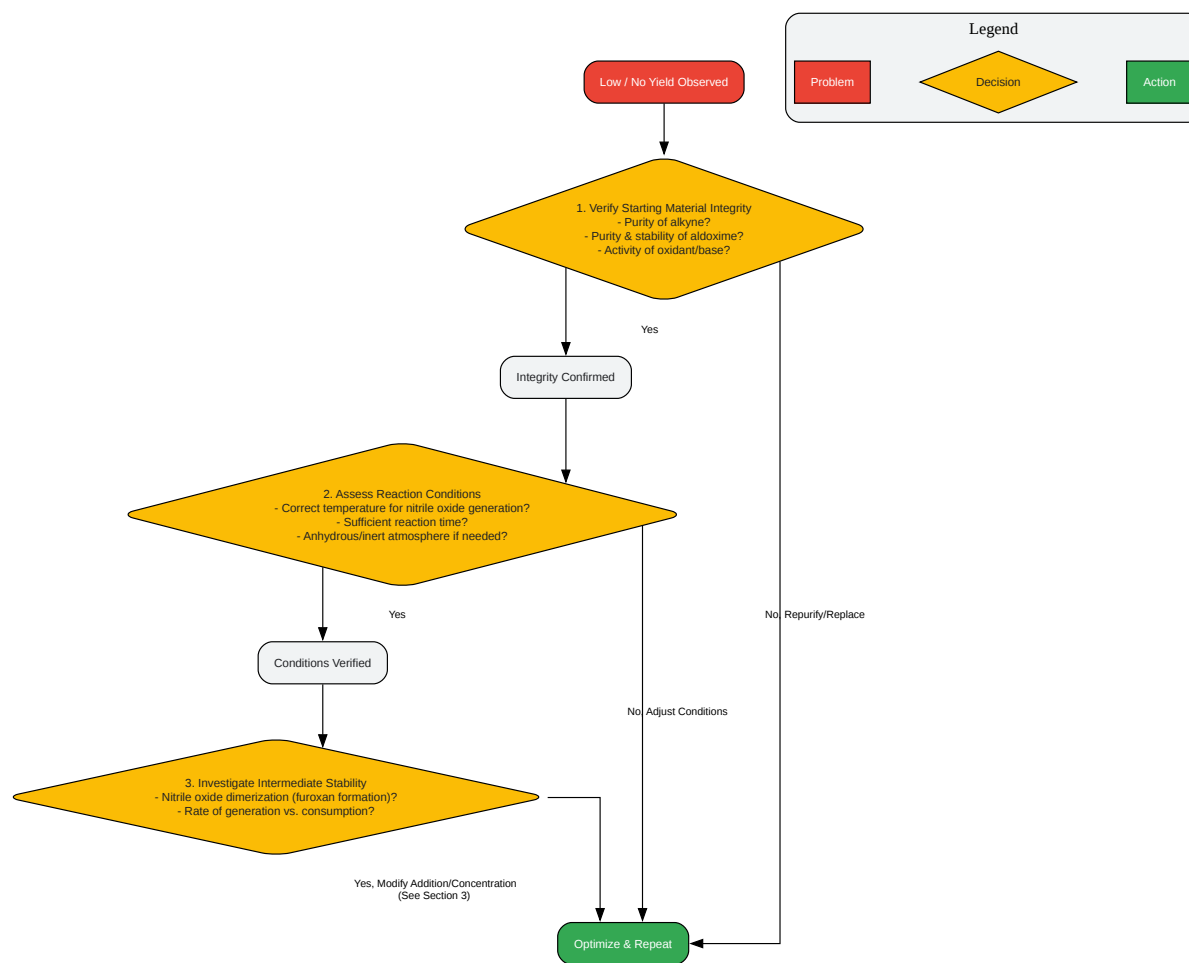 Legend
Low / No Yield Observed
Problem
Decision
Action
1. Verify Starting Material Integrity
- Purity of alkyne?
- Purity & stability of aldoxime?
- Activity of oxidant/base?
Yes
Integrity Confirmed
2. Assess Reaction Conditions
- Correct temperature for nitrile oxide generation?
- Sufficient reaction time?
- Anhydrous/inert atmosphere if needed?
Yes
No, Repurify/Replace
Conditions Verified
No, Adjust Conditions
3. Investigate Intermediate Stability
- Nitrile oxide dimerization (furoxan formation)?
- Rate of generation vs. consumption?
Yes, Modify Addition/Concentration
(See Section 3)
Optimize & Repeat